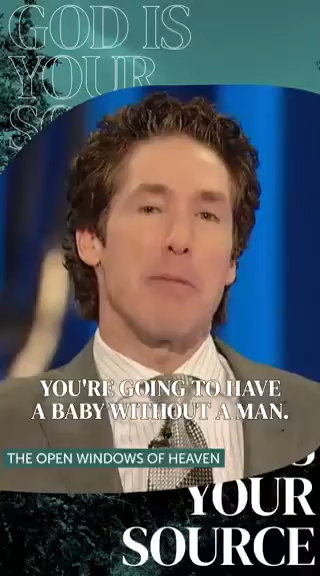 GOD IS
YOUR
YOU'RE GOING TO HAVE
A BABY WITHOUT A MAN.
THE OPEN WINDOWS OF HEAVEN
YOUR
SOURCE